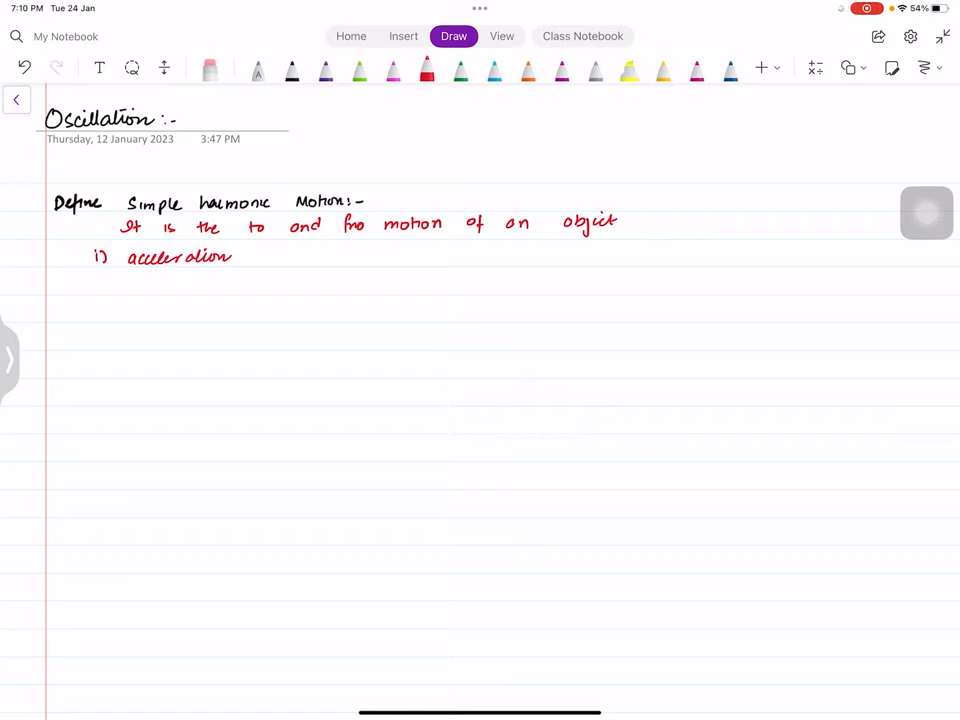 7:10 PM Tue 24 Jan
54%
My Notebook
Home Insert Draw View Class Notebook
Oscillation :-
Thursday, 12 January 2023 3:47 PM
Define Simple harmonic Motion:-
It is the to and fro motion of an object
i) acceleration